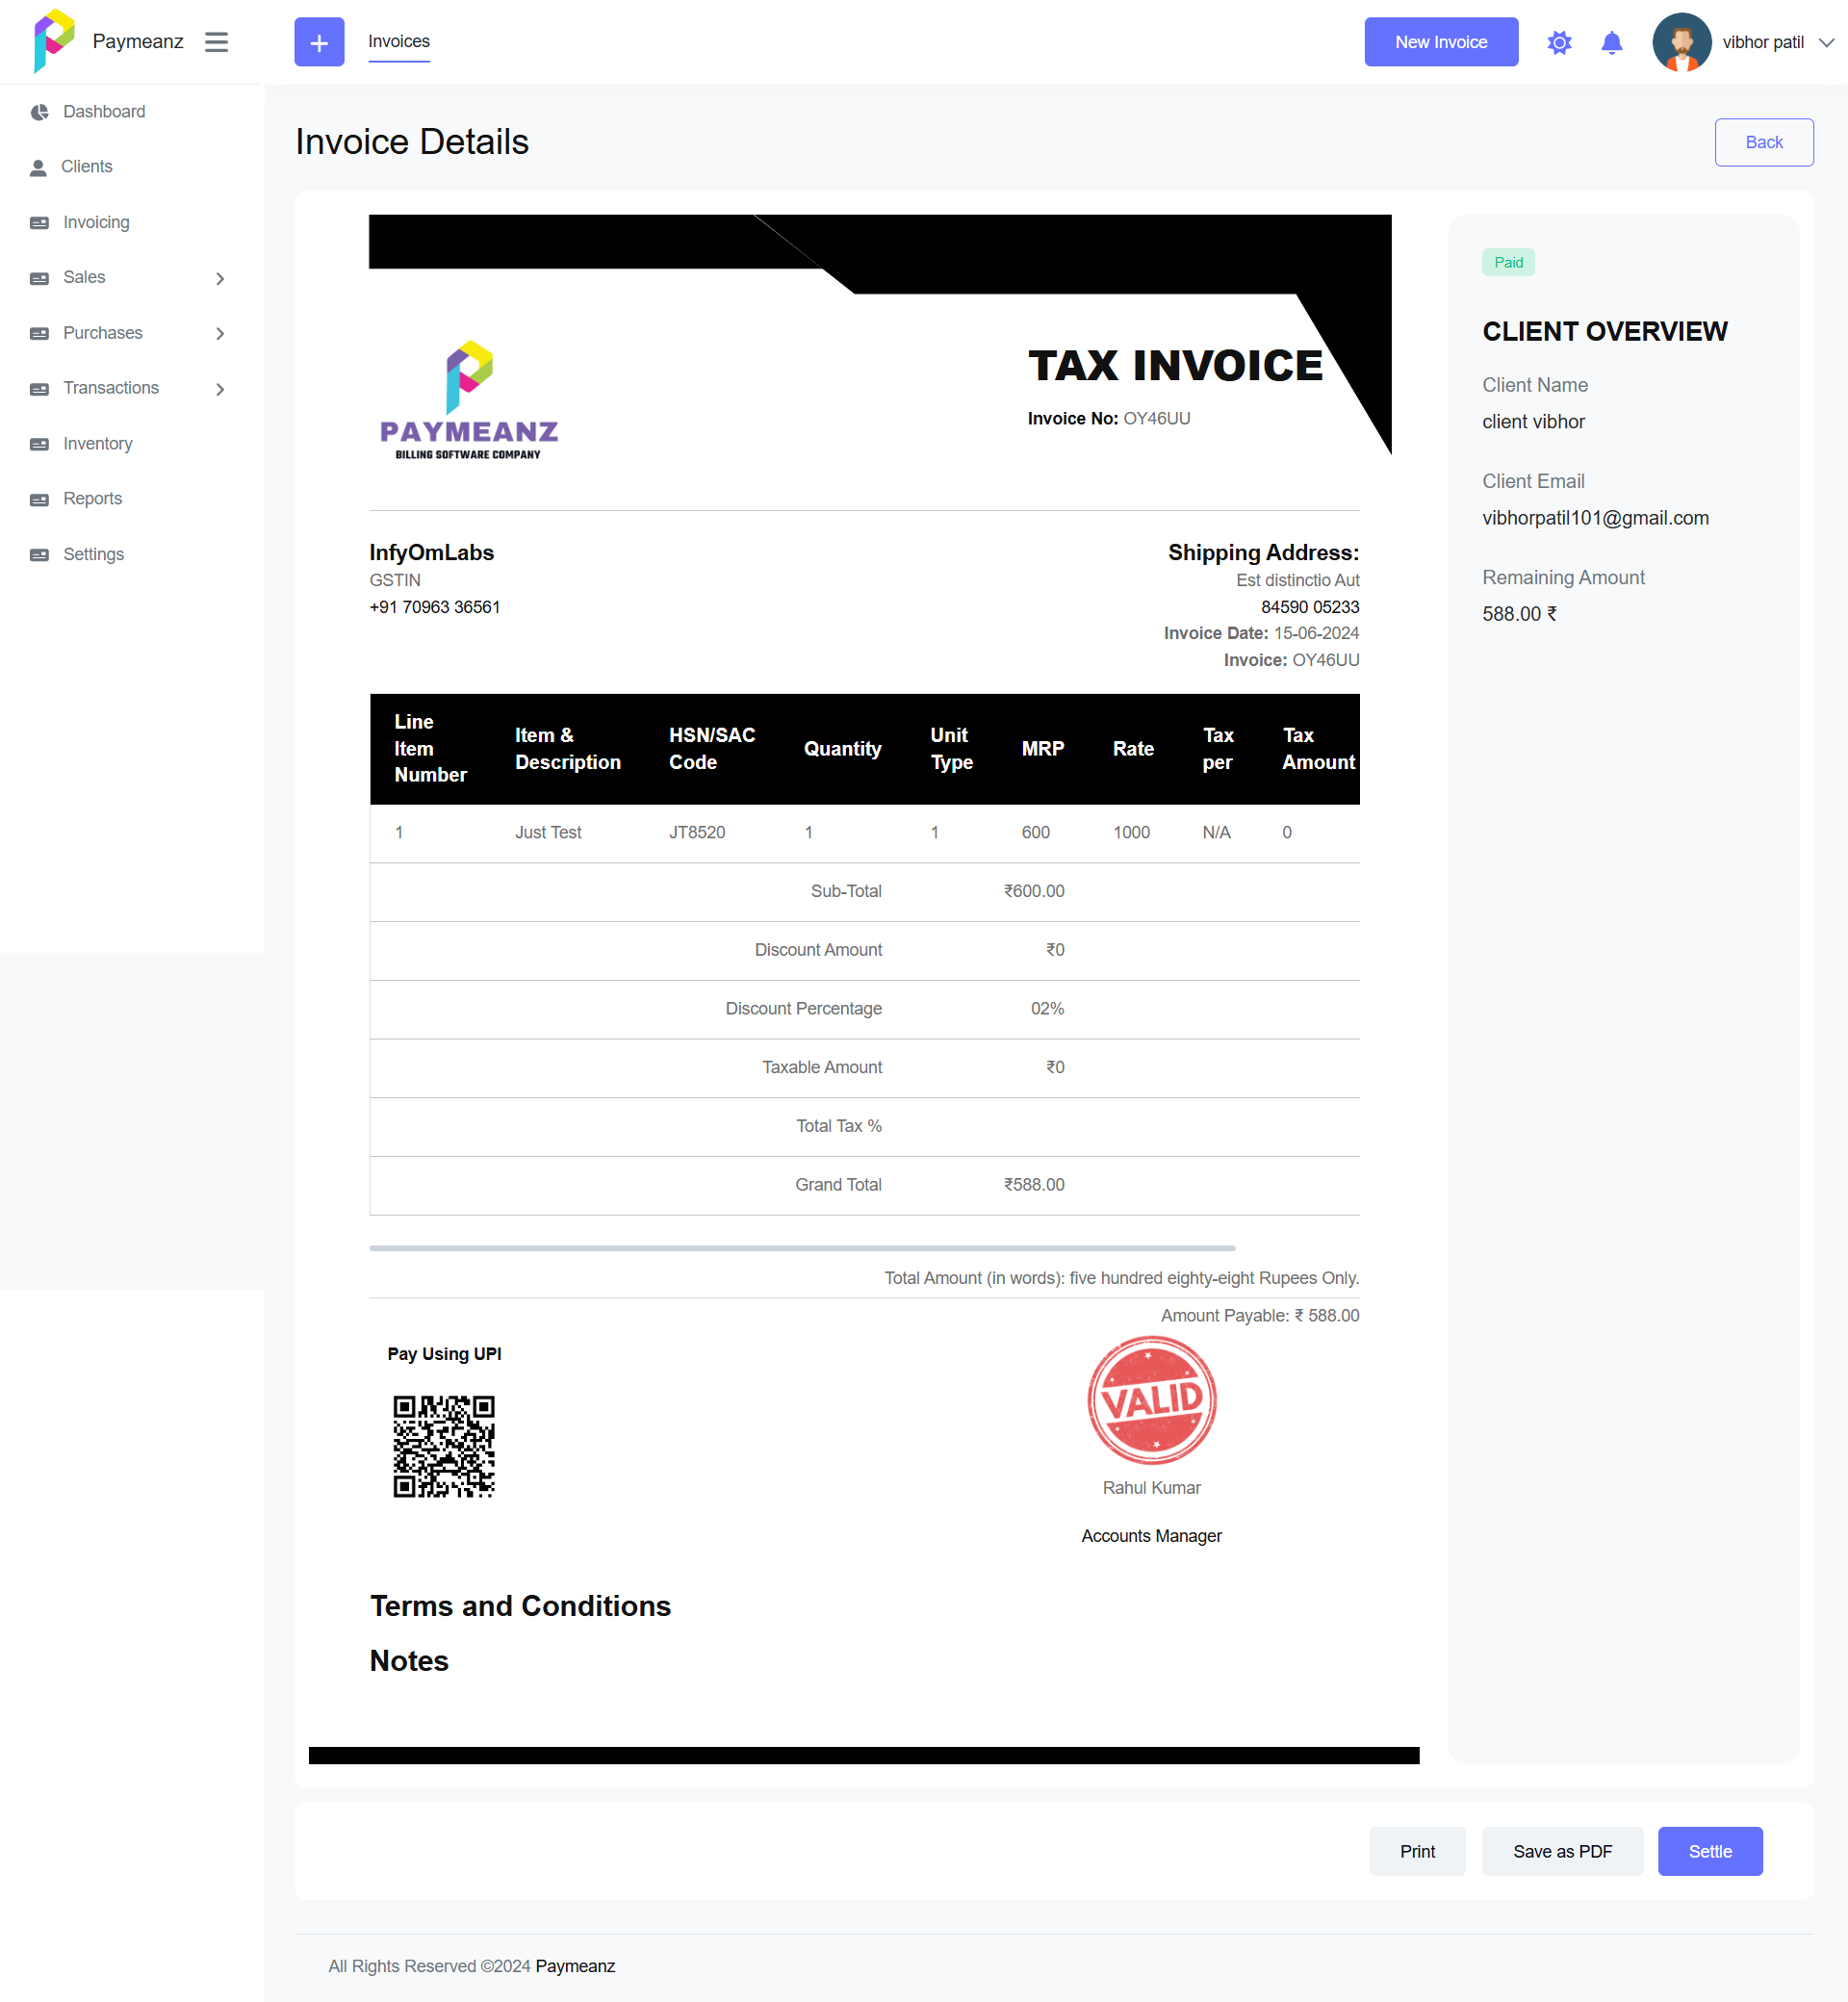 Paymeanz
Invoices
New Invoice
vibhor patil
Dashboard
Clients
Invoicing
Sales
Purchases
Transactions
Inventory
Reports
Settings
Invoice Details
Back
PAYMEANZ
BILLING SOFTWARE COMPANY
TAX INVOICE
Invoice No: OY46UU
InfyOmLabs
GSTIN
+91 70963 36561
Shipping Address:
Est distinctio Aut
84590 05233
Invoice Date: 15-06-2024
Invoice: OY46UU
Line Item Number Item & Description HSN/SAC Code Quantity Unit Type MRP Rate Tax per Tax Amount
1 Just Test JT8520 1 1 600 1000 N/A 0
Sub-Total ₹600.00
Discount Amount ₹0
Discount Percentage 02%
Taxable Amount ₹0
Total Tax %
Grand Total ₹588.00
Total Amount (in words): five hundred eighty-eight Rupees Only.
Amount Payable: ₹ 588.00
Pay Using UPI
VALID
Rahul Kumar
Accounts Manager
Terms and Conditions
Notes
Paid
CLIENT OVERVIEW
Client Name
client vibhor
Client Email
vibhorpatil101@gmail.com
Remaining Amount
588.00 ₹
Print
Save as PDF
Settle
All Rights Reserved ©2024 Paymeanz